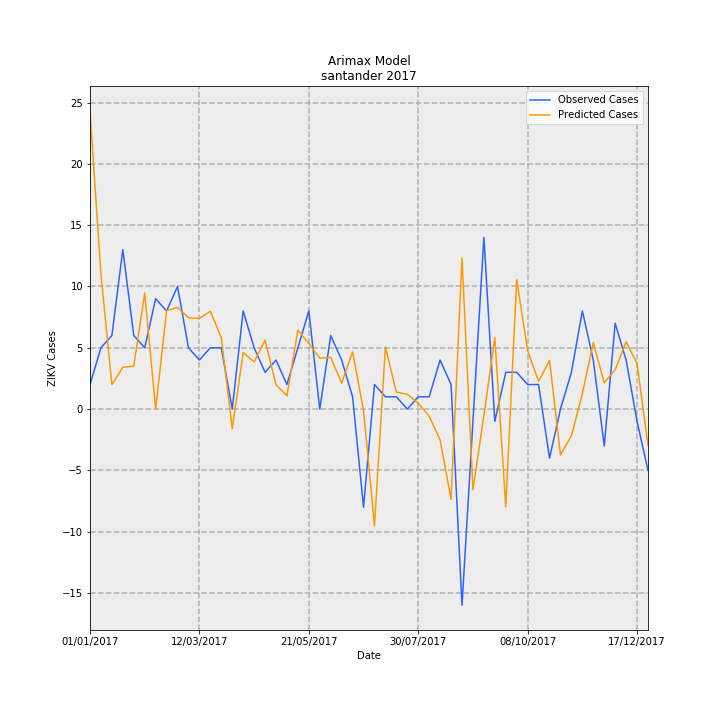 Arimax Model
santander 2017
Observed Cases
Predicted Cases
ZIKV Cases
25
20
15
10
5
0
−5
−10
−15
01/01/2017 12/03/2017 21/05/2017 30/07/2017 08/10/2017 17/12/2017
Date